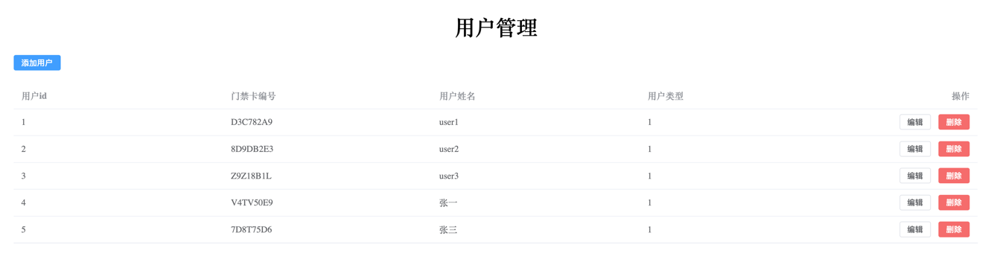 用户管理
添加用户
用户id 门禁卡编号 用户姓名 用户类型 操作
1 D3C782A9 user1 1 编辑 删除
2 8D9DB2E3 user2 1 编辑 删除
3 Z9Z18B1L user3 1 编辑 删除
4 V4TV50E9 张一 1 编辑 删除
5 7D8T75D6 张三 1 编辑 删除